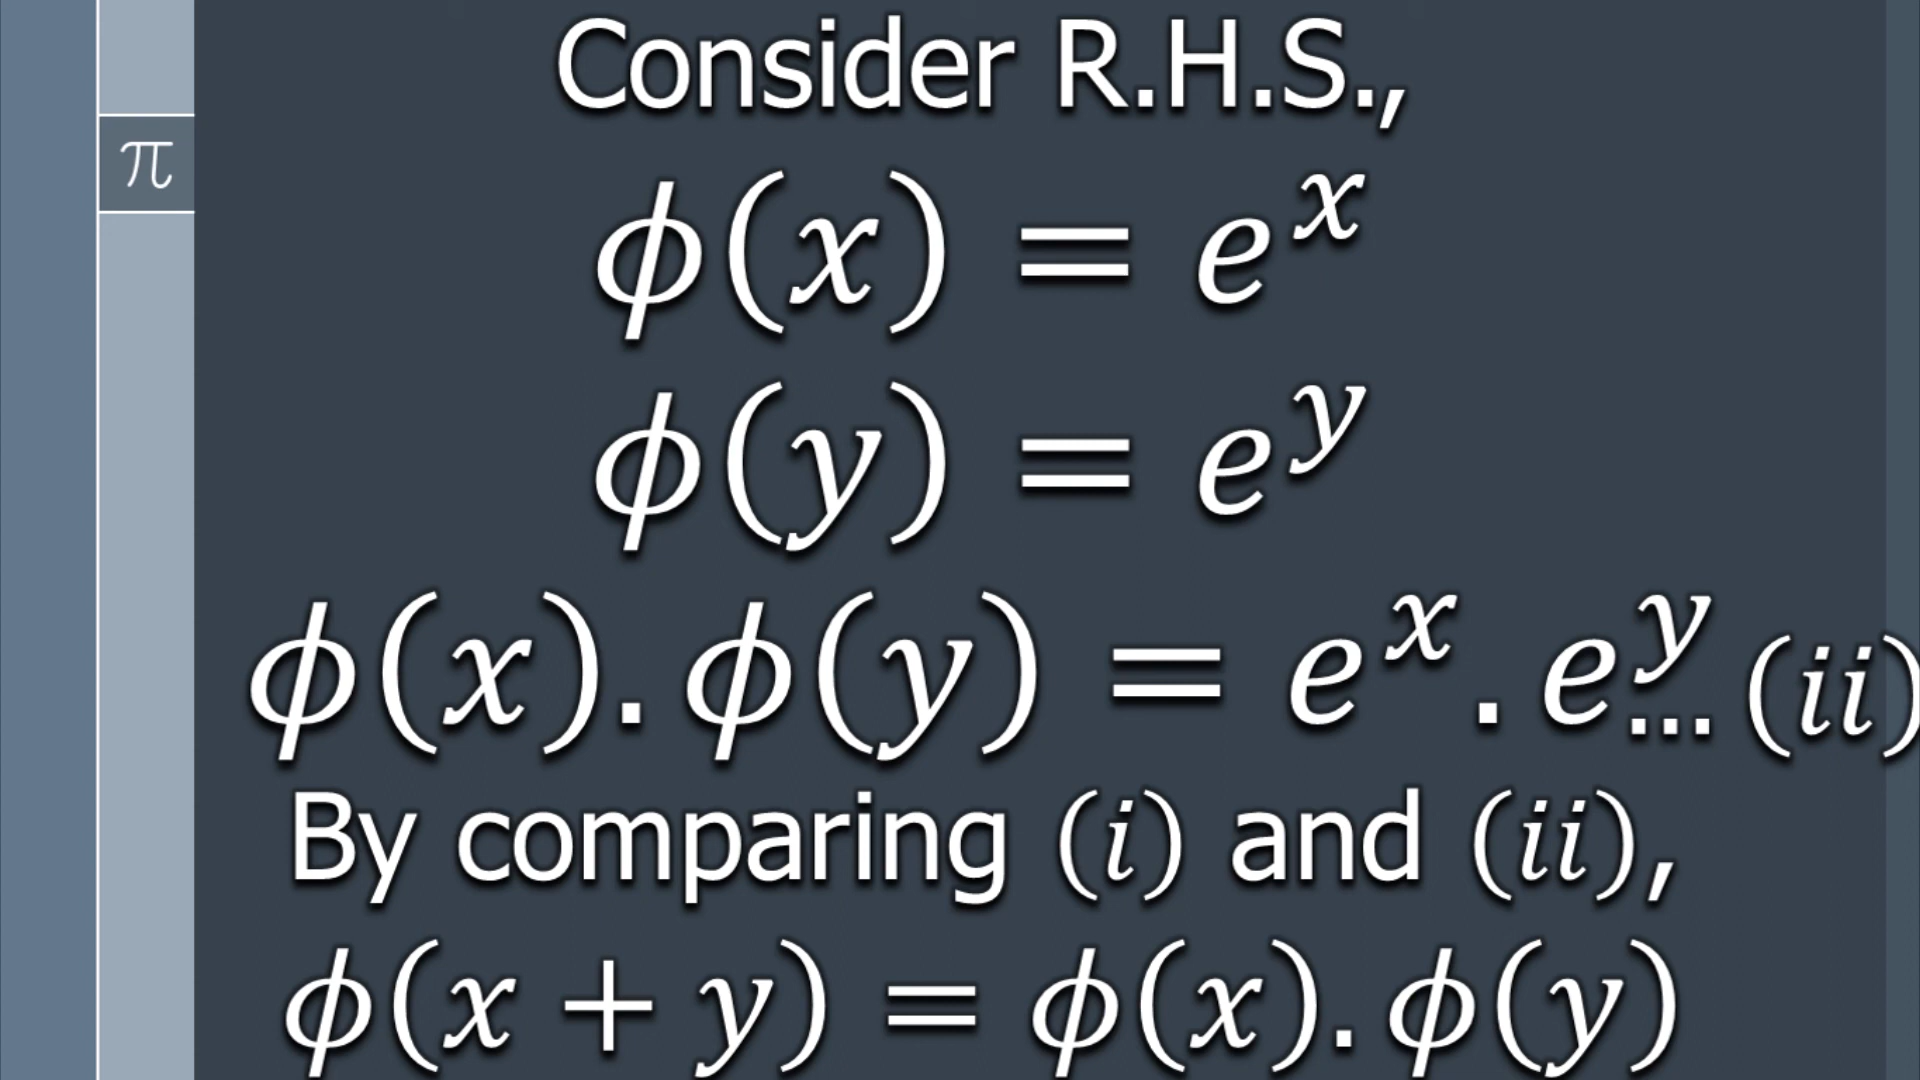 Consider R.H.S.,
π
ϕ(x) = e^x
ϕ(y) = e^y
ϕ(x).ϕ(y) = e^x.e^y ...(ii)
By comparing (i) and (ii),
ϕ(x + y) = ϕ(x).ϕ(y)